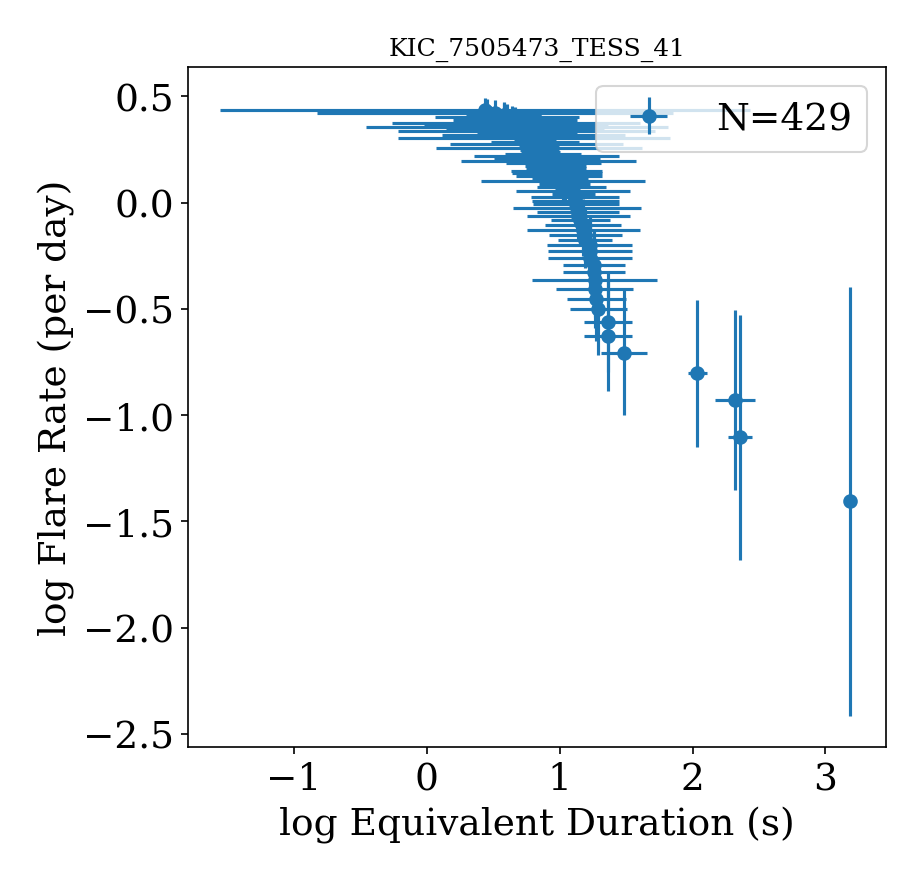 KIC_7505473_TESS_41
N=429
log Flare Rate (per day)
0.5
0.0
−0.5
−1.0
−1.5
−2.0
−2.5
−1 0 1 2 3
log Equivalent Duration (s)